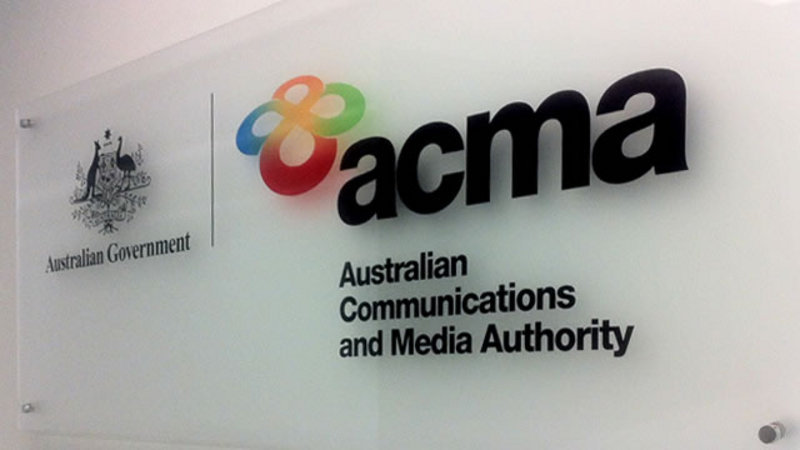 Australian Government
acma
Australian
Communications
and Media Authority